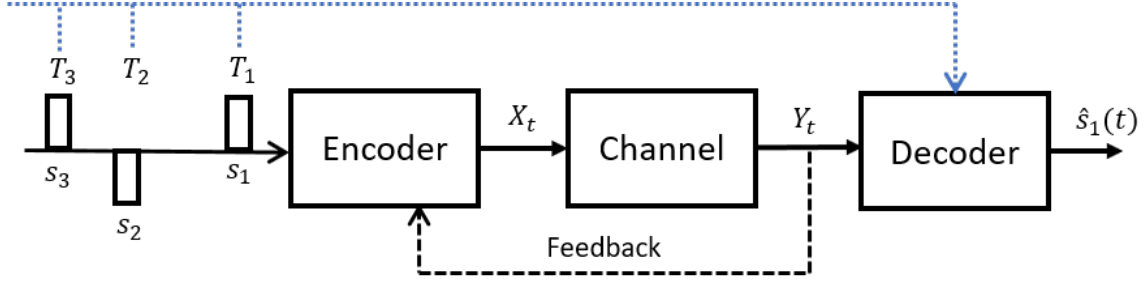 T₃ T₂ T₁
s₃ s₂ s₁
Encoder
Xₜ
Channel
Yₜ
Decoder
ŝ₁(t)
Feedback